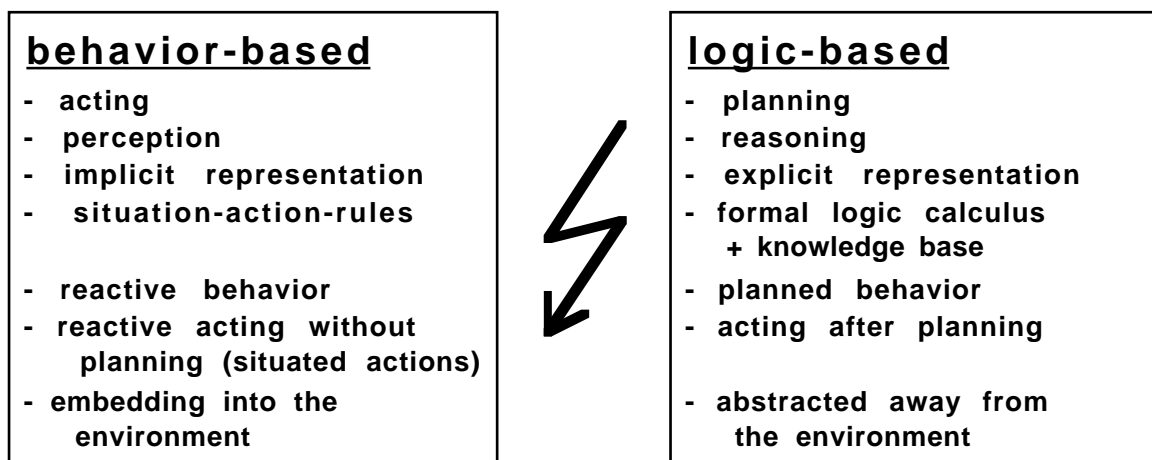 behavior-based
- acting
- perception
- implicit representation
- situation-action-rules
- reactive behavior
- reactive acting without
planning (situated actions)
- embedding into the
environment
logic-based
- planning
- reasoning
- explicit representation
- formal logic calculus
+ knowledge base
- planned behavior
- acting after planning
- abstracted away from
the environment